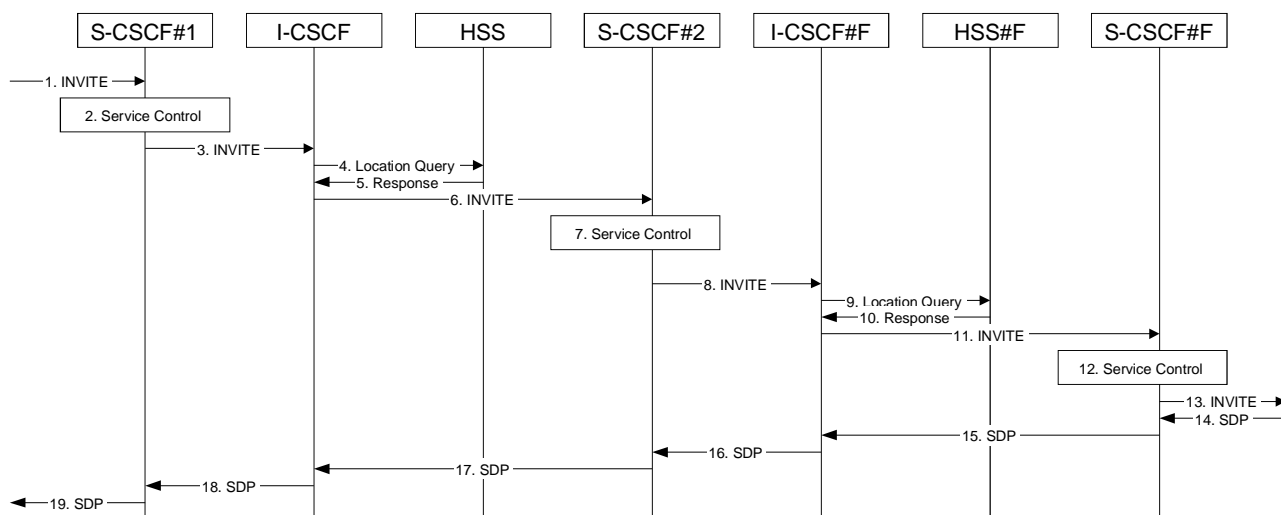 S-CSCF#1
I-CSCF
HSS
S-CSCF#2
I-CSCF#F
HSS#F
S-CSCF#F
1. INVITE
2. Service Control
3. INVITE
4. Location Query
5. Response
6. INVITE
7. Service Control
8. INVITE
9. Location Query
10. Response
11. INVITE
12. Service Control
13. INVITE
14. SDP
15. SDP
16. SDP
17. SDP
18. SDP
19. SDP